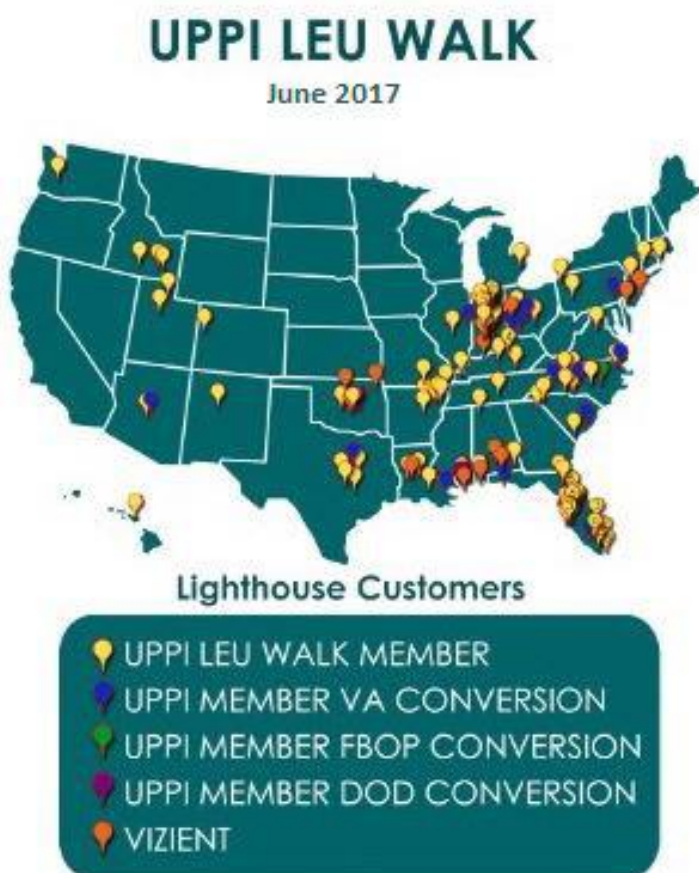 UPPI LEU WALK
June 2017
Lighthouse Customers
UPPI LEU WALK MEMBER
UPPI MEMBER VA CONVERSION
UPPI MEMBER FBOP CONVERSION
UPPI MEMBER DOD CONVERSION
VIZIENT